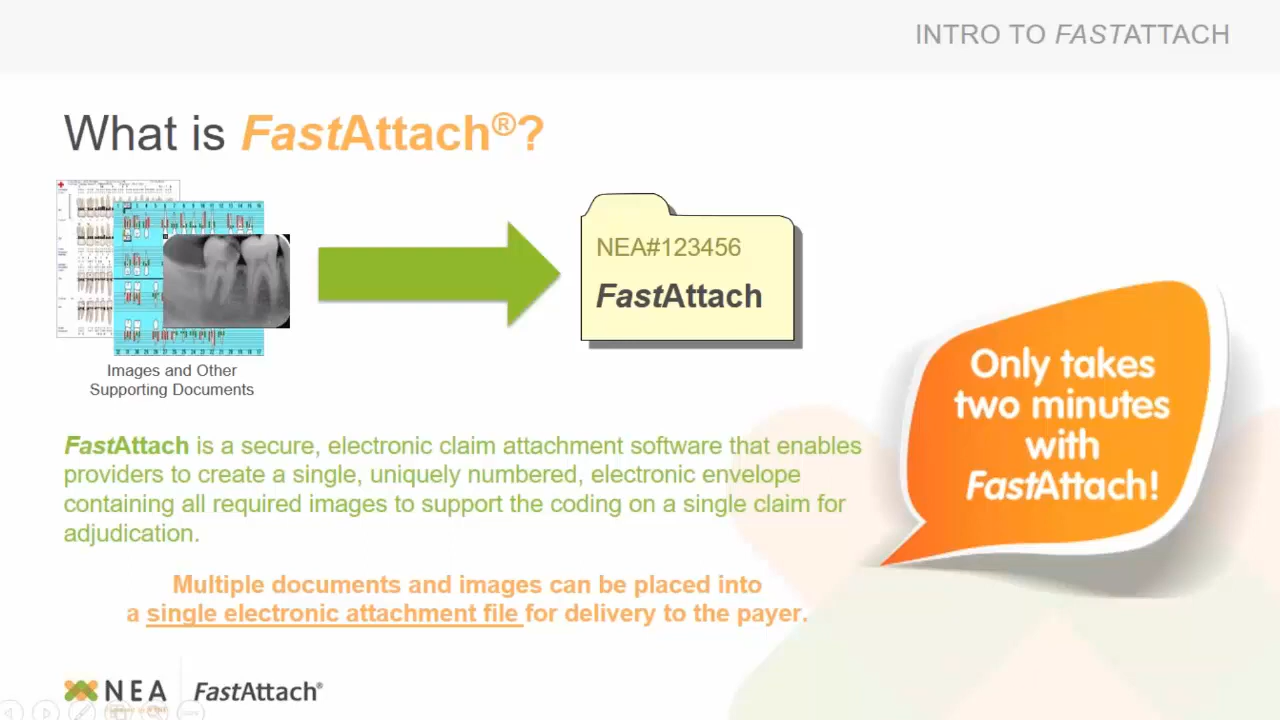 INTRO TO FASTATTACH
What is FastAttach®?
NEA#123456
FastAttach
Images and Other
Supporting Documents
Only takes
two minutes
with
FastAttach!
FastAttach is a secure, electronic claim attachment software that enables
providers to create a single, uniquely numbered, electronic envelope
containing all required images to support the coding on a single claim for
adjudication.
Multiple documents and images can be placed into
a single electronic attachment file for delivery to the payer.
NEA FastAttach®